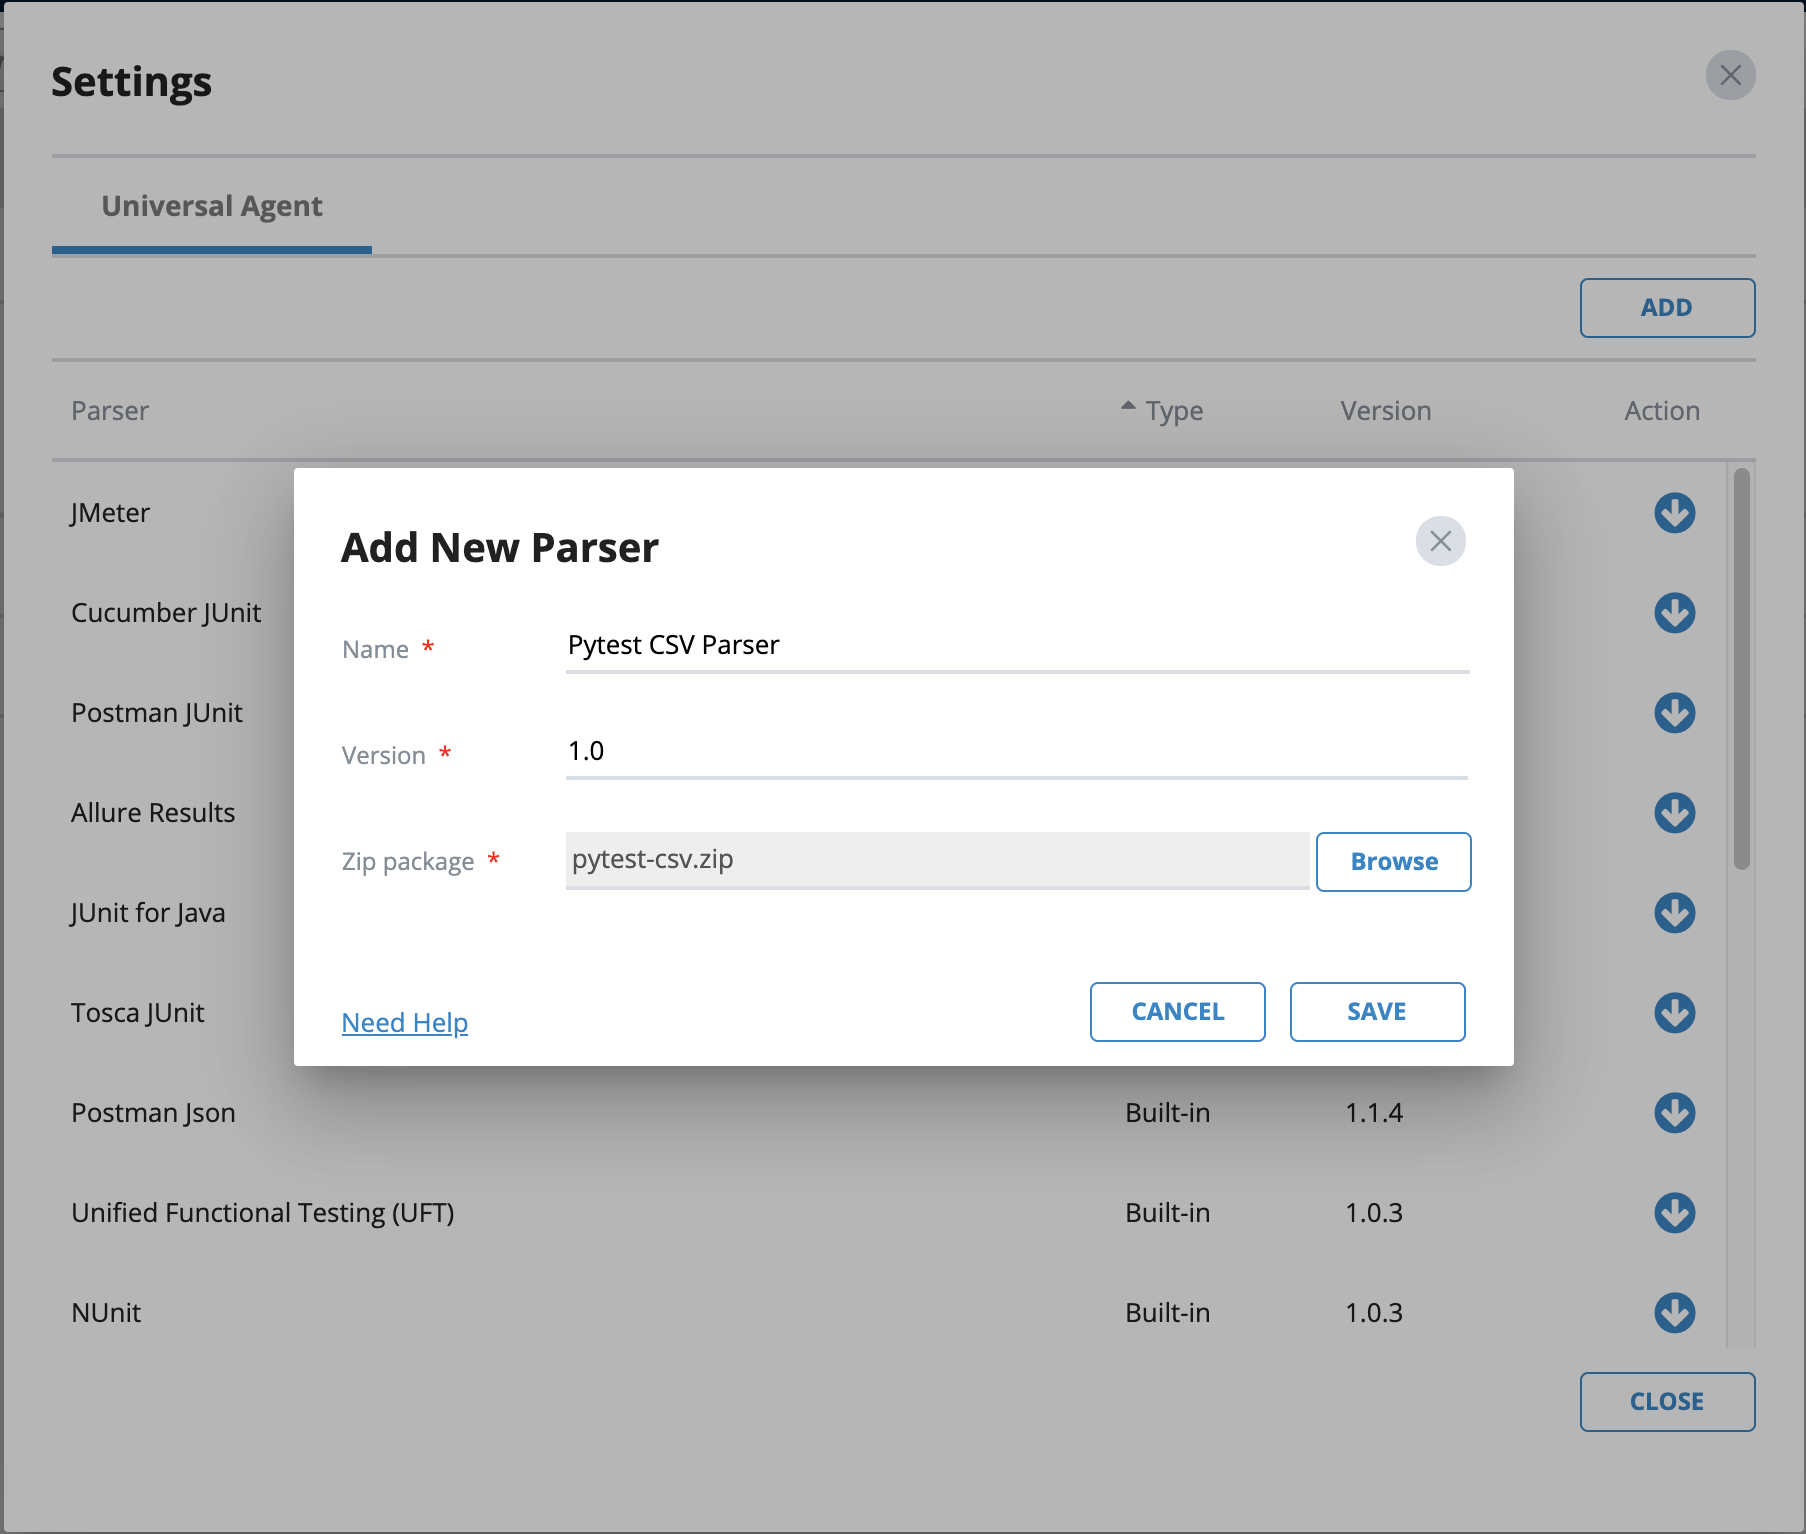 Settings
Universal Agent
ADD
Parser Type Version Action
JMeter
Add New Parser
Cucumber JUnit
Name * Pytest CSV Parser
Postman JUnit
Version * 1.0
Allure Results
Zip package * pytest-csv.zip Browse
JUnit for Java
Tosca JUnit
Need Help CANCEL SAVE
Postman Json Built-in 1.1.4
Unified Functional Testing (UFT) Built-in 1.0.3
NUnit Built-in 1.0.3
CLOSE